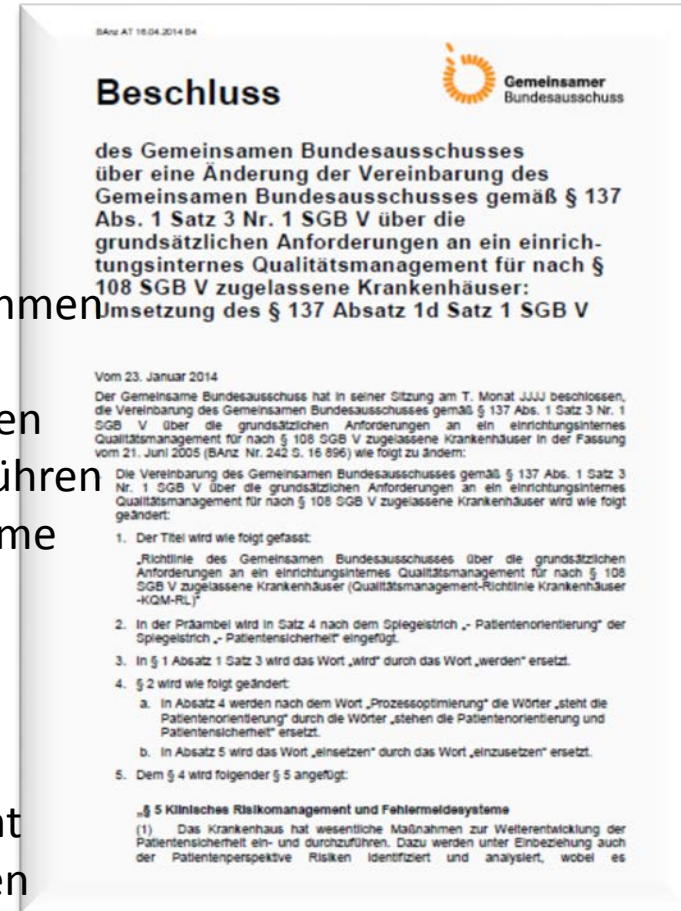 BAnz AT 16.04.2014 B4
Beschluss
Gemeinsamer
Bundesausschuss
des Gemeinsamen Bundesausschusses
über eine Änderung der Vereinbarung des
Gemeinsamen Bundesausschusses gemäß § 137
Abs. 1 Satz 3 Nr. 1 SGB V über die
grundsätzlichen Anforderungen an ein einrich-
tungsinternes Qualitätsmanagement für nach §
108 SGB V zugelassene Krankenhäuser:
Umsetzung des § 137 Absatz 1d Satz 1 SGB V
hmen
en
ühren
me
nt
en
Vom 23. Januar 2014
Der Gemeinsame Bundesausschuss hat in seiner Sitzung am T. Monat JJJJ beschlossen,
die Vereinbarung des Gemeinsamen Bundesausschusses gemäß § 137 Abs. 1 Satz 3 Nr. 1
SGB V über die grundsätzlichen Anforderungen an ein einrichtungsinternes
Qualitätsmanagement für nach § 108 SGB V zugelassene Krankenhäuser in der Fassung
vom 21. Juni 2005 (BAnz Nr. 242 S. 16 896) wie folgt zu ändern:
Die Vereinbarung des Gemeinsamen Bundesausschusses gemäß § 137 Abs. 1 Satz 3
Nr. 1 SGB V über die grundsätzlichen Anforderungen an ein einrichtungsinternes
Qualitätsmanagement für nach § 108 SGB V zugelassene Krankenhäuser wird wie folgt
geändert:
1. Der Titel wird wie folgt gefasst:
„Richtlinie des Gemeinsamen Bundesausschusses über die grundsätzlichen
Anforderungen an ein einrichtungsinternes Qualitätsmanagement für nach § 108
SGB V zugelassene Krankenhäuser (Qualitätsmanagement-Richtlinie Krankenhäuser
-KQM-RL)“
2. In der Präambel wird in Satz 4 nach dem Spiegelstrich „- Patientenorientierung“ der
Spiegelstrich „- Patientensicherheit“ eingefügt.
3. In § 1 Absatz 1 Satz 3 wird das Wort „wird“ durch das Wort „werden“ ersetzt.
4. § 2 wird wie folgt geändert:
a. In Absatz 4 werden nach dem Wort „Prozessoptimierung“ die Wörter „steht die
Patientenorientierung“ durch die Wörter „stehen die Patientenorientierung und
Patientensicherheit“ ersetzt.
b. In Absatz 5 wird das Wort „einsetzen“ durch das Wort „einzusetzen“ ersetzt.
5. Dem § 4 wird folgender § 5 angefügt:
„§ 5 Klinisches Risikomanagement und Fehlermeldesysteme
(1) Das Krankenhaus hat wesentliche Maßnahmen zur Weiterentwicklung der
Patientensicherheit ein- und durchzuführen. Dazu werden unter Einbeziehung auch
der Patientenperspektive Risiken identifiziert und analysiert, wobei es